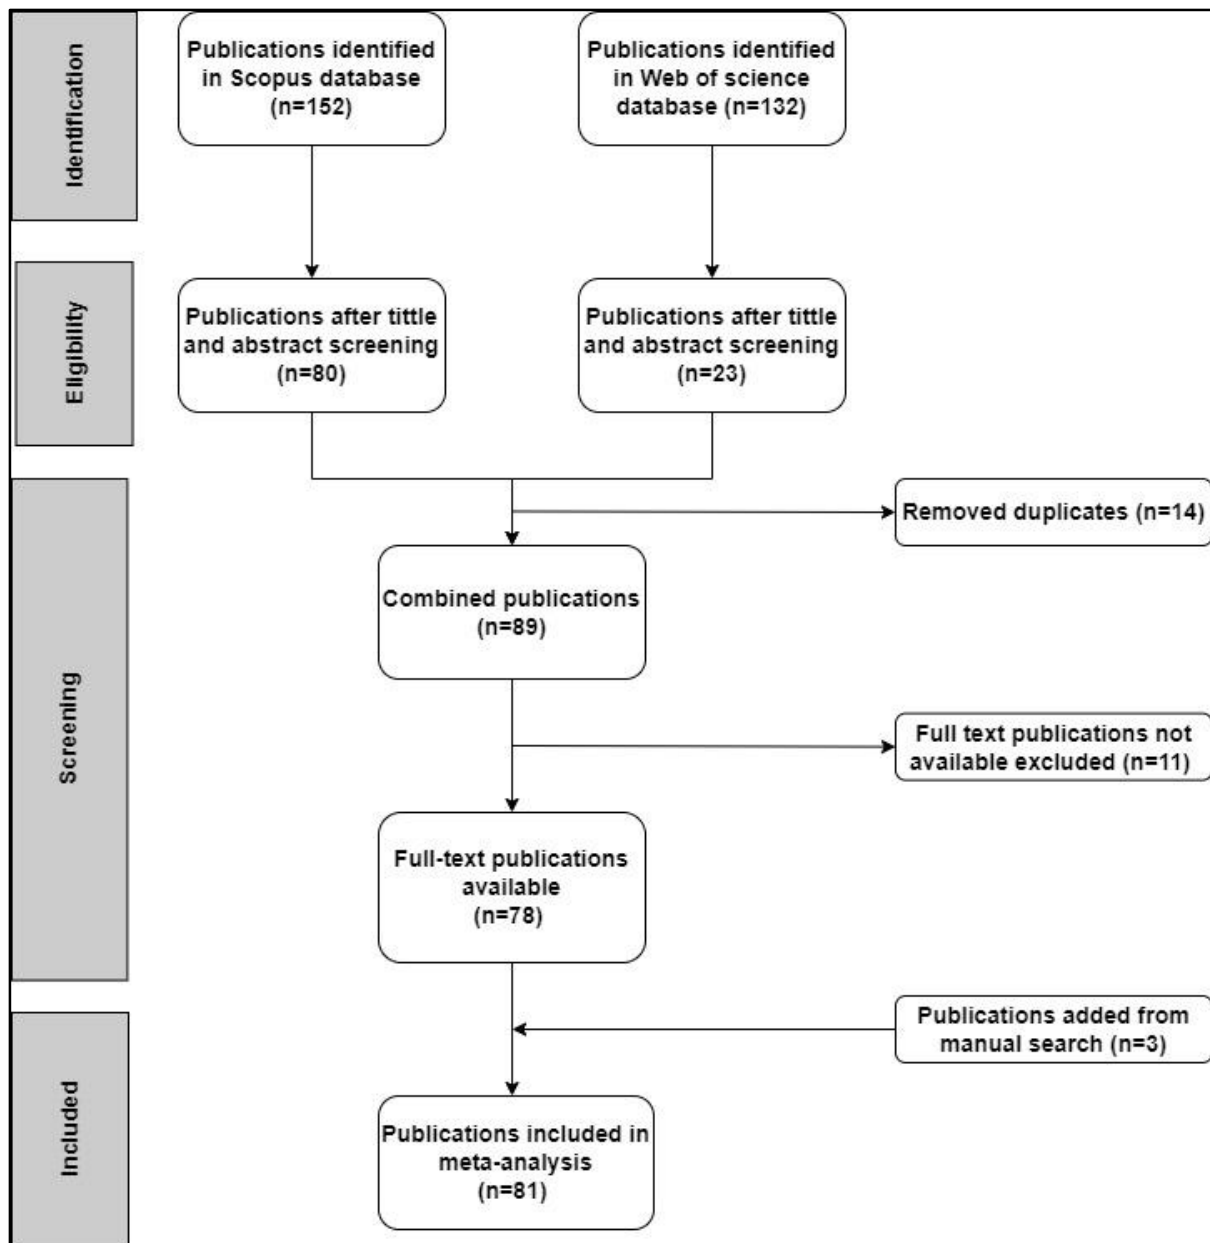 Identification
Publications identified
in Scopus database
(n=152)
Publications identified
in Web of science
database (n=132)
Eligibility
Publications after tittle
and abstract screening
(n=80)
Publications after tittle
and abstract screening
(n=23)
Screening
Removed duplicates (n=14)
Combined publications
(n=89)
Full text publications not
available excluded (n=11)
Full-text publications
available
(n=78)
Included
Publications added from
manual search (n=3)
Publications included in
meta-analysis
(n=81)